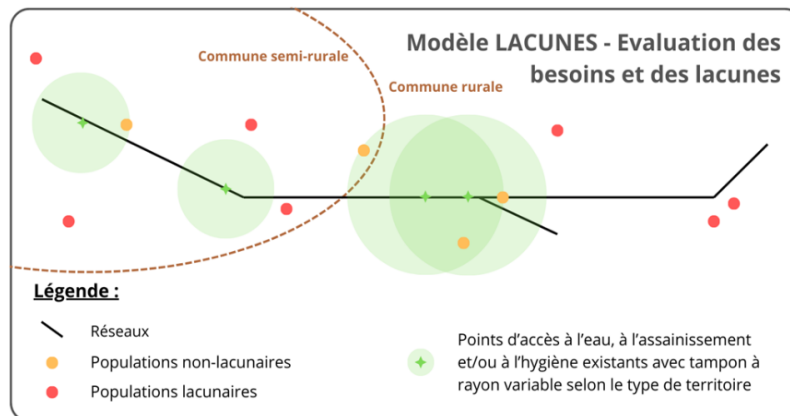 Modèle LACUNES - Evaluation des
besoins et des lacunes
Commune semi-rurale
Commune rurale
Légende :
Réseaux
Populations non-lacunaires
Populations lacunaires
Points d'accès à l'eau, à l'assainissement
et/ou à l'hygiène existants avec tampon à
rayon variable selon le type de territoire